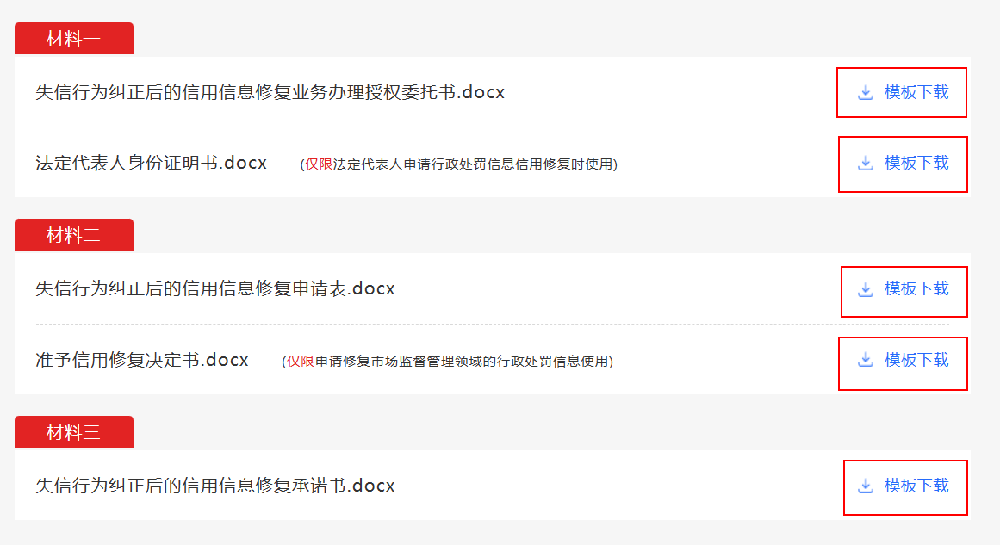 材料一
失信行为纠正后的信用信息修复业务办理授权委托书.docx 模板下载
法定代表人身份证明书.docx (仅限法定代表人申请行政处罚信息信用修复时使用) 模板下载
材料二
失信行为纠正后的信用信息修复申请表.docx 模板下载
准予信用修复决定书.docx (仅限申请修复市场监督管理领域的行政处罚信息使用) 模板下载
材料三
失信行为纠正后的信用信息修复承诺书.docx 模板下载